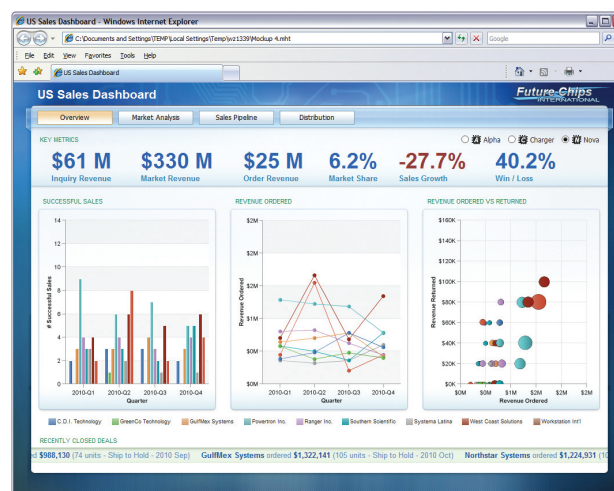 US Sales Dashboard - Windows Internet Explorer
C:\Documents and Settings\TEMP\Local Settings\Temp\wz1339\Mockup 4.mht
Google
File Edit View Favorites Tools Help
US Sales Dashboard
US Sales Dashboard
Future Chips
INTERNATIONAL
Overview Market Analysis Sales Pipeline Distribution
KEY METRICS
Alpha Charger Nova
$61 M $330 M $25 M 6.2% -27.7% 40.2%
Inquiry Revenue Market Revenue Order Revenue Market Share Sales Growth Win / Loss
SUCCESSFUL SALES
14
12
10
8
6
4
2
0
# Successful Sales
2010-Q1 2010-Q2 2010-Q3 2010-Q4
Quarter
REVENUE ORDERED
$2M
$2M
$1M
$0M
$0M
Revenue Ordered
2010-Q1 2010-Q2 2010-Q3 2010-Q4
Quarter
REVENUE ORDERED VS RETURNED
$160K
$140K
$120K
$100K
$80K
$60K
$40K
$20K
$0K
Revenue Returned
$0M $0M $1M $2M $2M $2M
Revenue Ordered
C.D.I. Technology GreenCo Technology GulfMex Systems Powertron Inc. Ranger Inc. Southern Scientific Systems Latina West Coast Solutions Workstation Int'l
RECENTLY CLOSED DEALS
d $988,130 (74 units - Ship to Hold - 2010 Sep) GulfMex Systems ordered $1,322,141 (105 units - Ship to Hold - 2010 Oct) Northstar Systems ordered $1,224,931 (10